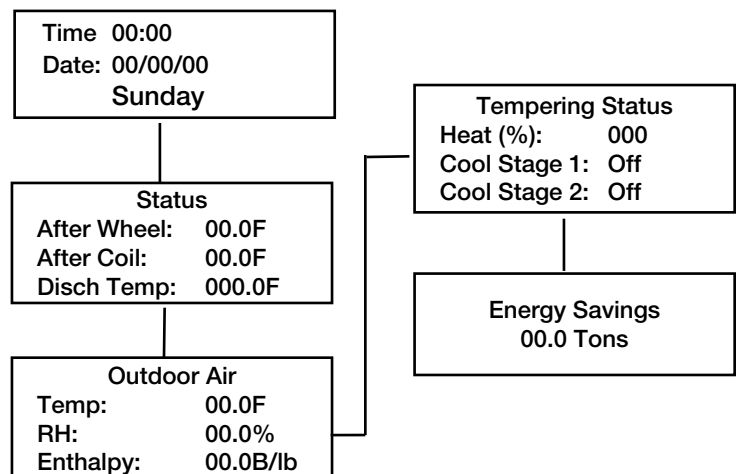 Time 00:00
Date: 00/00/00
Sunday
Status
After Wheel: 00.0F
After Coil: 00.0F
Disch Temp: 000.0F
Outdoor Air
Temp: 00.0F
RH: 00.0%
Enthalpy: 00.0B/lb
Tempering Status
Heat (%): 000
Cool Stage 1: Off
Cool Stage 2: Off
Energy Savings
00.0 Tons